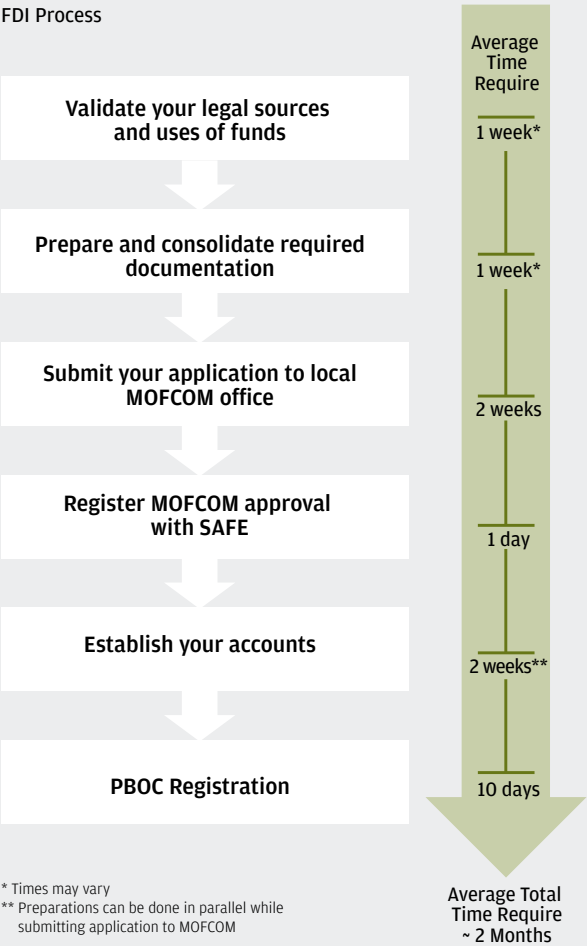 FDI Process
Average
Time
Require
Validate your legal sources
and uses of funds
1 week*
Prepare and consolidate required
documentation
1 week*
Submit your application to local
MOFCOM office
2 weeks
Register MOFCOM approval
with SAFE
1 day
Establish your accounts
2 weeks**
PBOC Registration
10 days
* Times may vary
** Preparations can be done in parallel while
submitting application to MOFCOM
Average Total
Time Require
~ 2 Months